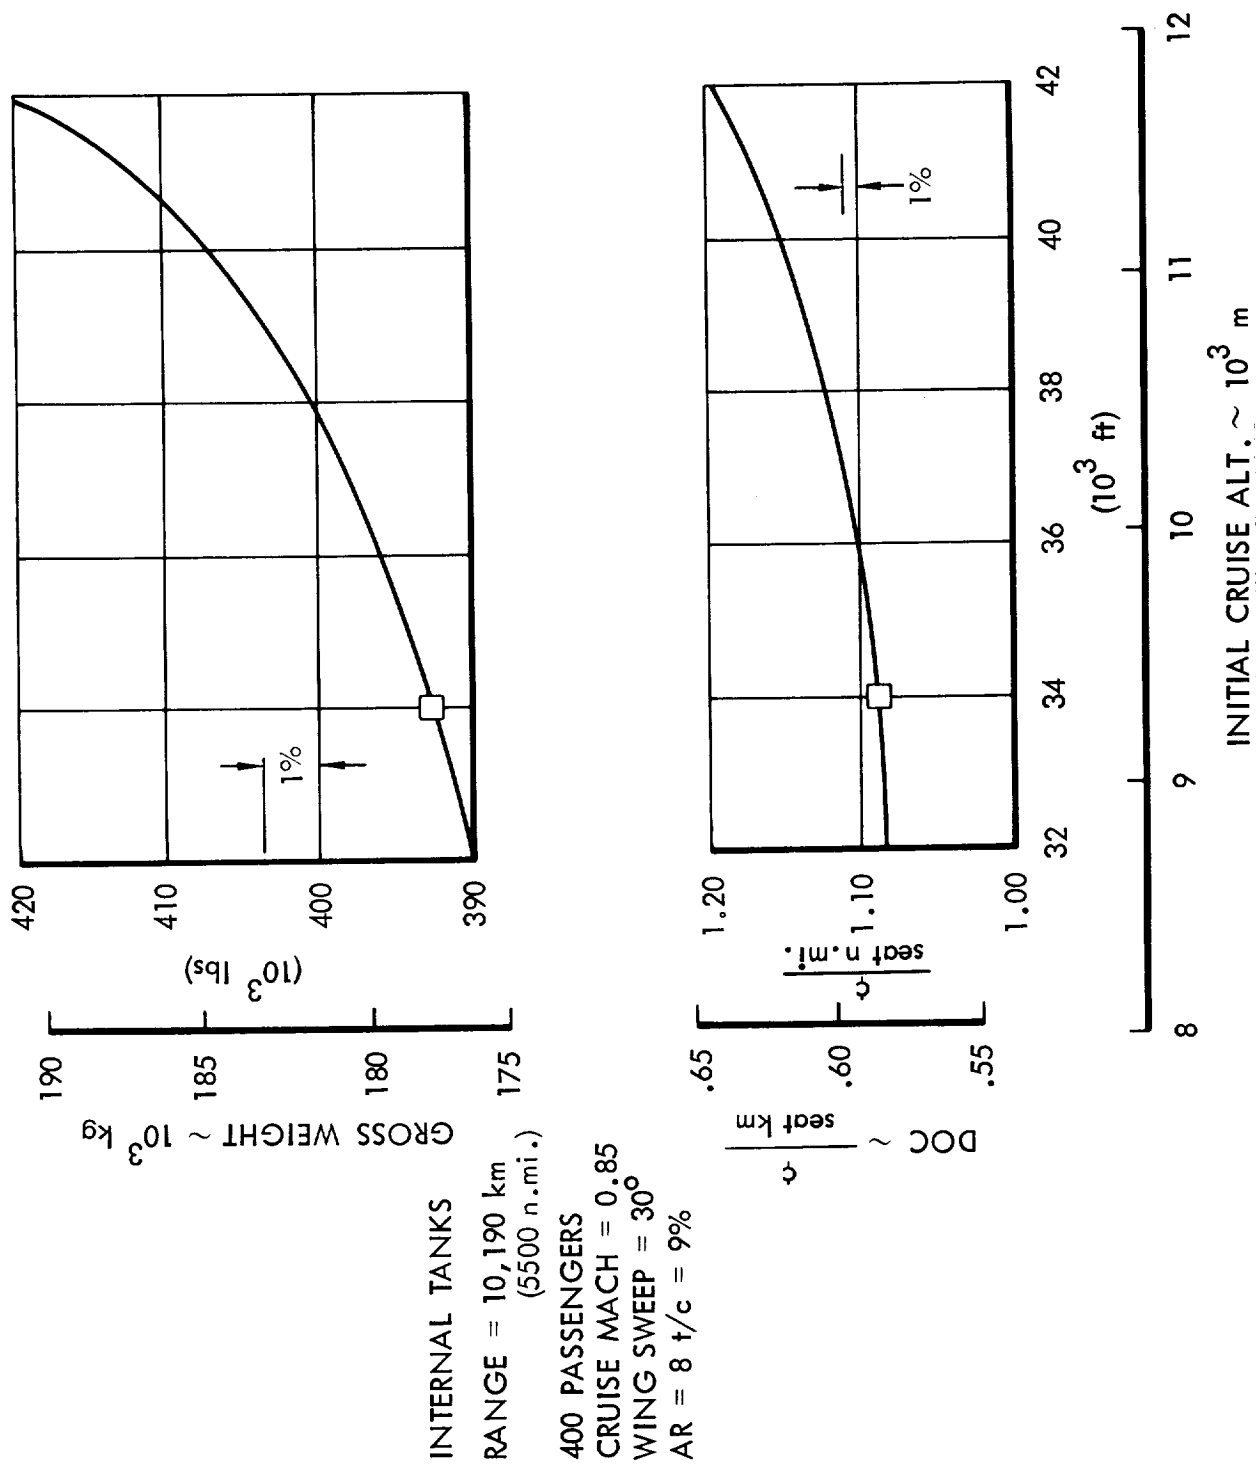 INTERNAL TANKS
RANGE = 10,190 km
(5500 n.mi.)
400 PASSENGERS
CRUISE MACH = 0.85
WING SWEEP = 30°
AR = 8 t/c = 9%
GROSS WEIGHT ~ 10³ kg
190
185
180
175
(10³ lbs)
420
410
400
390
1%
DOC ~ ¢ / seat km
.65
.60
.55
¢ / seat n.mi.
1.20
1.10
1.00
1%
32
34
36
38
40
42
(10³ ft)
8
9
10
11
12
INITIAL CRUISE ALT. ~ 10³ m